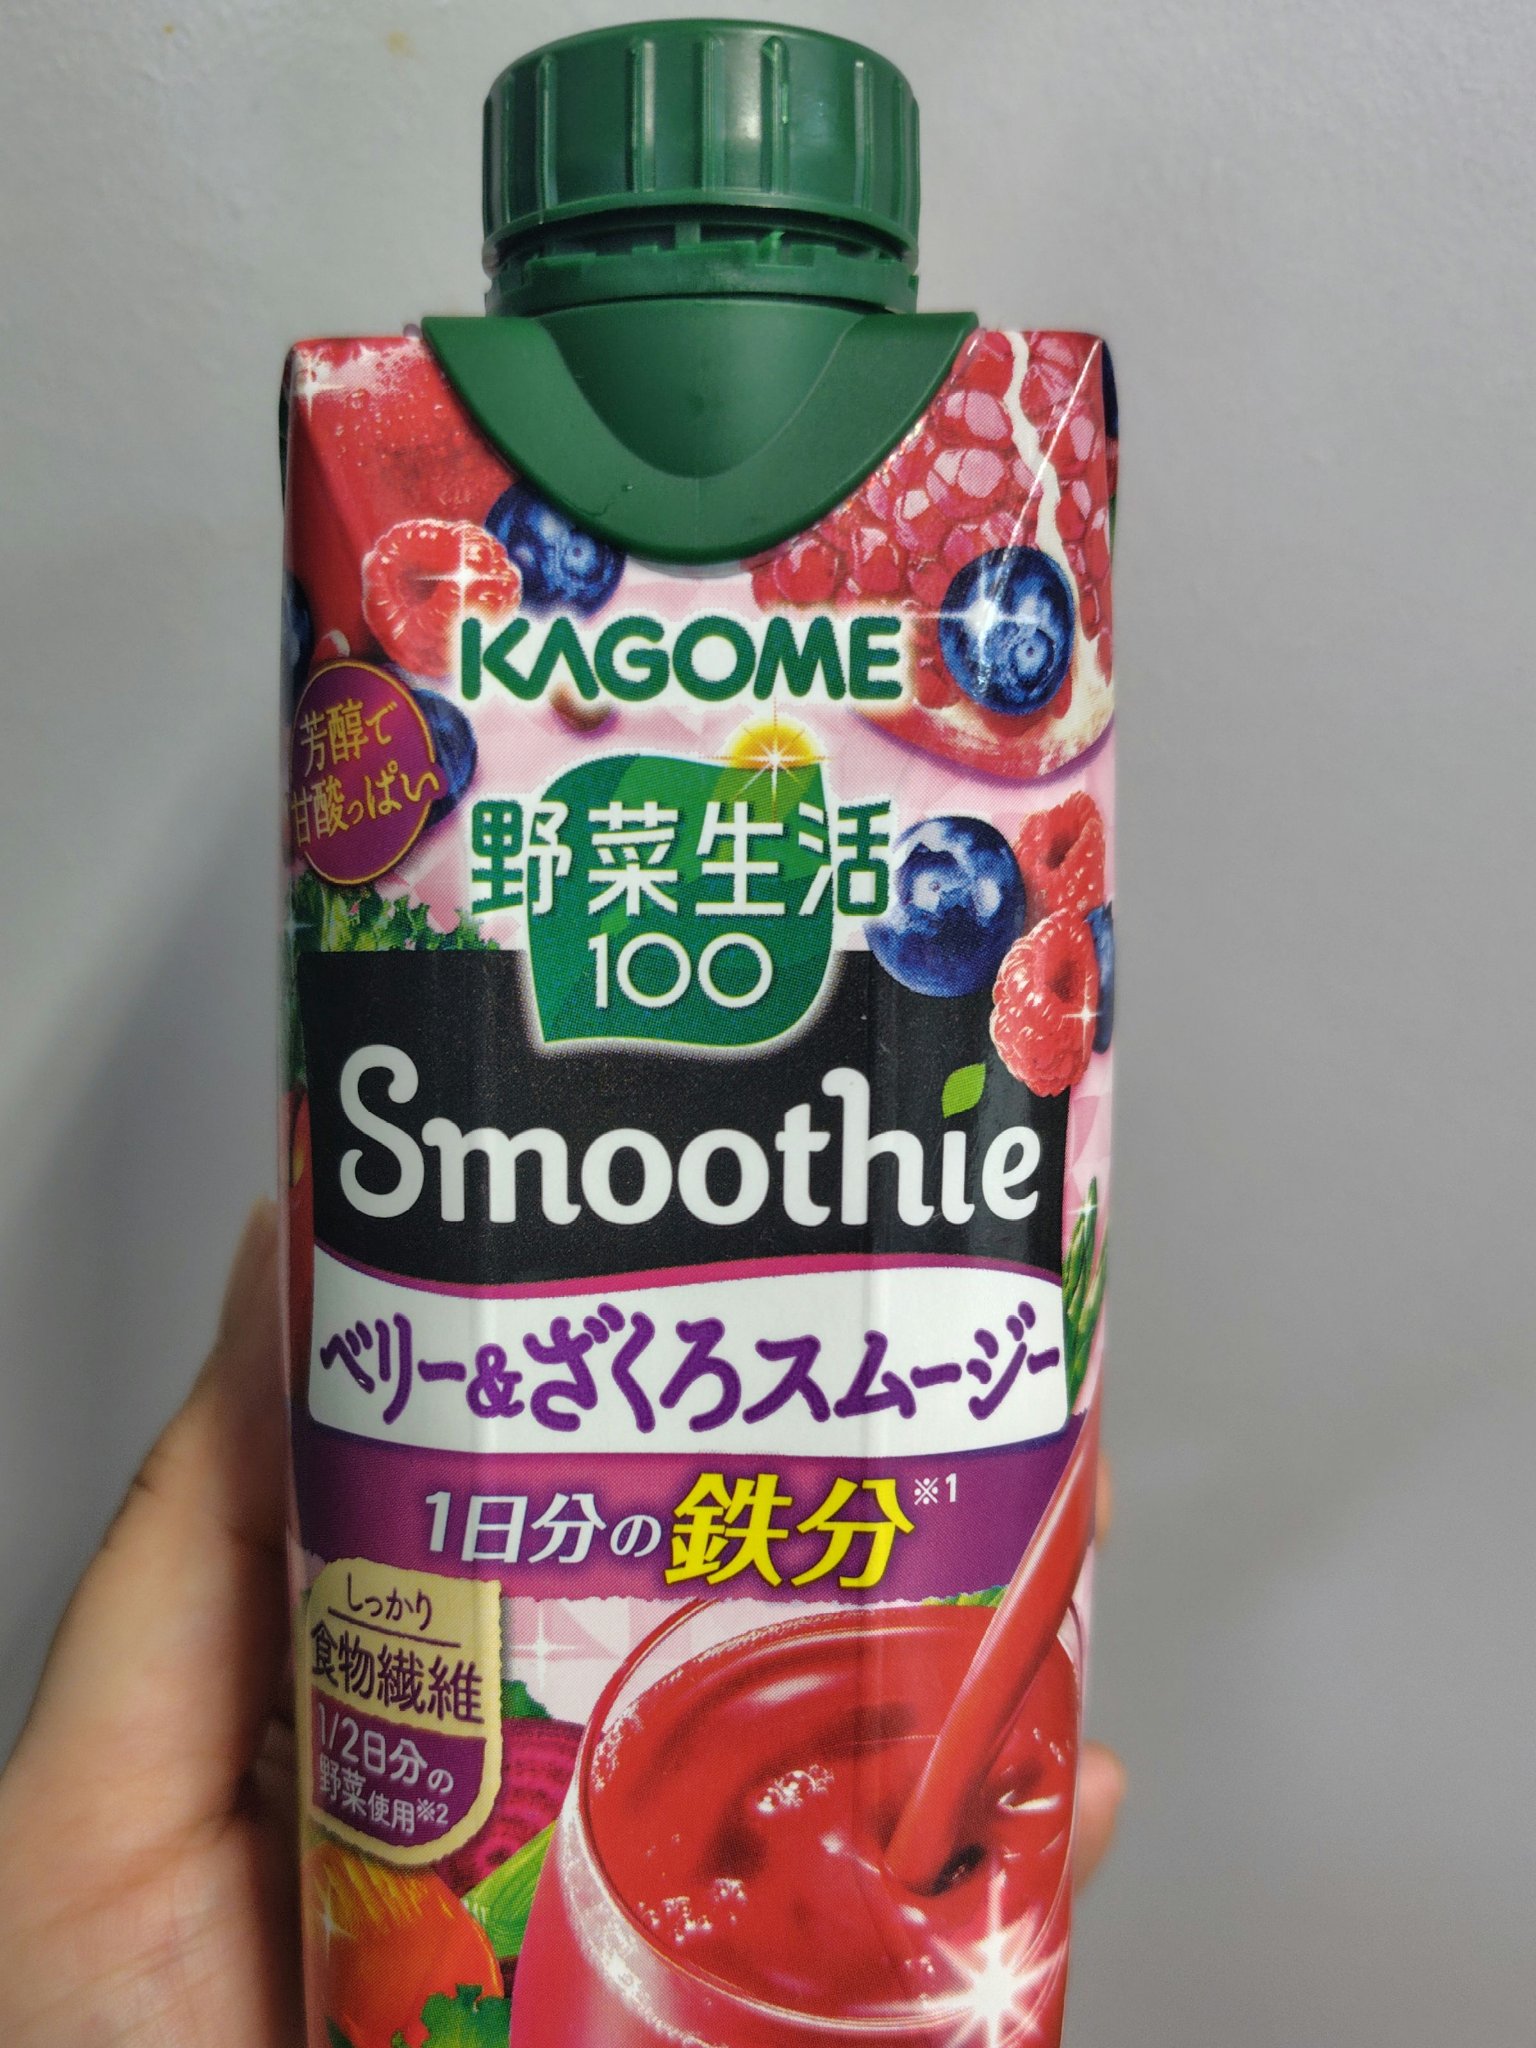 KAGOME
芳醇で
甘酸っぱい
野菜生活
100
Smoothie
ベリー&ざくろスムージー
1日分の鉄分※1
しっかり
食物繊維
1/2日分の
野菜使用※2